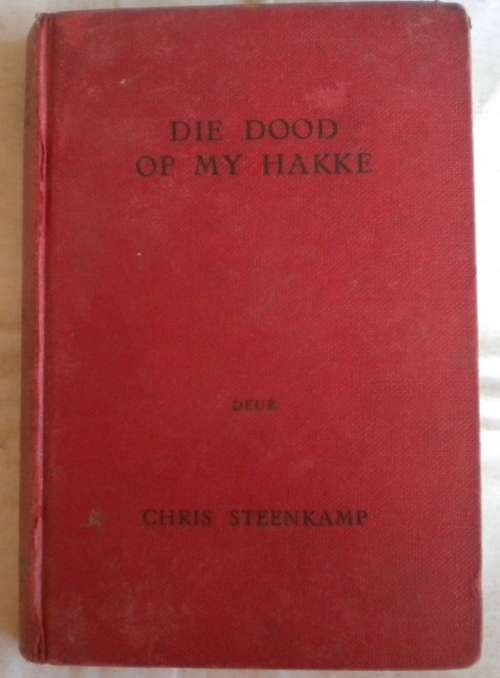 DIE DOOD
OP MY HAKKE
DEUR
CHRIS STEENKAMP